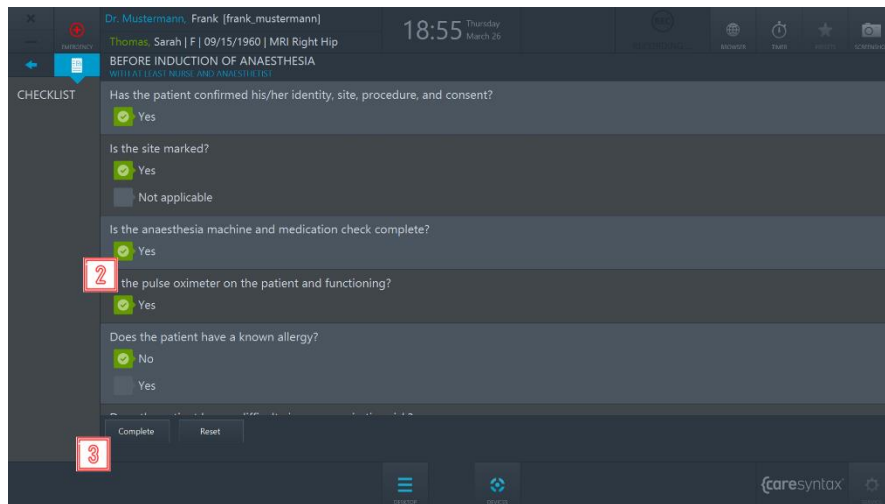 Dr. Mustermann, Frank [frank_mustermann]
Thomas, Sarah | F | 09/15/1960 | MRI Right Hip
18:55 Thursday
March 26
EMERGENCY
BROWSER
TIMER
BEFORE INDUCTION OF ANAESTHESIA
WITH AT LEAST NURSE AND ANAESTHETIST
CHECKLIST
Has the patient confirmed his/her identity, site, procedure, and consent?
Yes
Is the site marked?
Yes
Not applicable
Is the anaesthesia machine and medication check complete?
Yes
2
the pulse oximeter on the patient and functioning?
Yes
Does the patient have a known allergy?
No
Yes
Complete
Reset
3
DESKTOP
DEVICES
{caresyntax